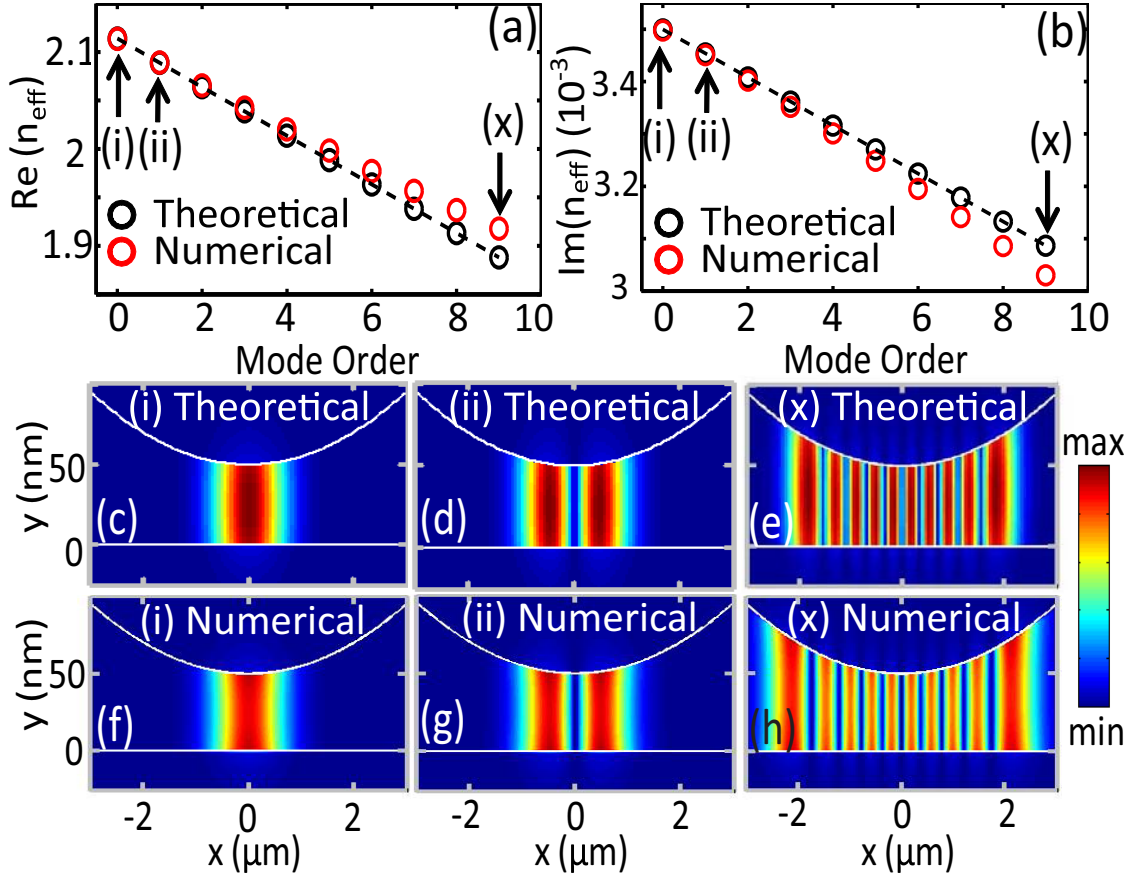 (a)
Re (n_eff)
2.1
2
1.9
(i)
(ii)
(x)
Theoretical
Numerical
0 2 4 6 8 10
Mode Order
(b)
Im(n_eff) (10^-3)
3.4
3.2
3
(i)
(ii)
(x)
Theoretical
Numerical
0 2 4 6 8 10
Mode Order
(i) Theoretical
(c)
y (nm)
50
0
(ii) Theoretical
(d)
(x) Theoretical
(e)
max
min
(i) Numerical
(f)
y (nm)
50
0
-2 0 2
x (μm)
(ii) Numerical
(g)
-2 0 2
x (μm)
(x) Numerical
(h)
-2 0 2
x (μm)